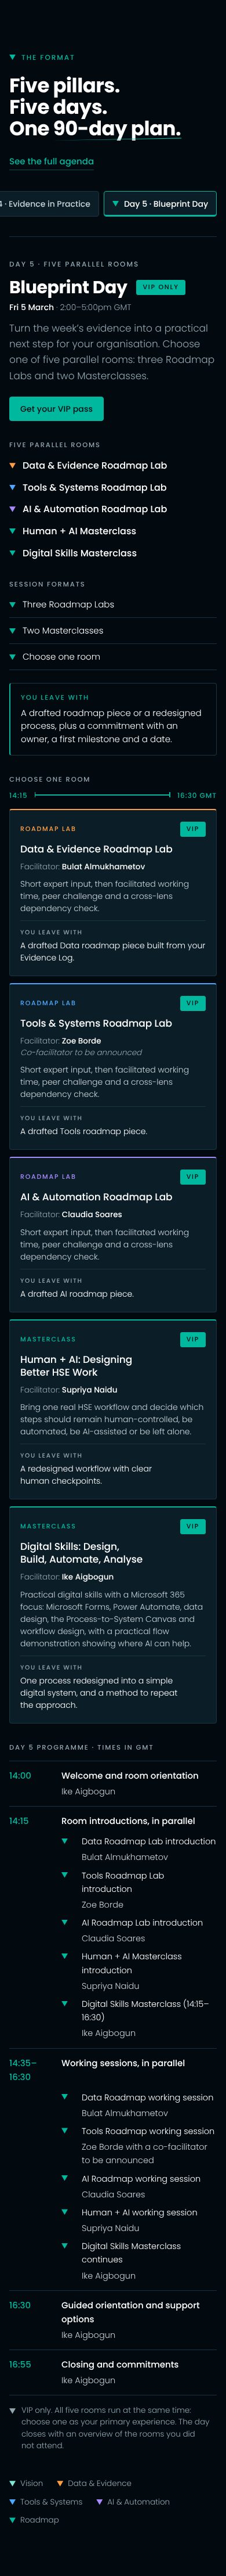 THE FORMAT
Five pillars.
Five days.
One 90-day plan.
See the full agenda
· Evidence in Practice
Day 5 · Blueprint Day
DAY 5 · FIVE PARALLEL ROOMS
Blueprint Day
VIP ONLY
Fri 5 March · 2:00–5:00pm GMT
Turn the week's evidence into a practical
next step for your organisation. Choose
one of five parallel rooms: three Roadmap
Labs and two Masterclasses.
Get your VIP pass
FIVE PARALLEL ROOMS
Data & Evidence Roadmap Lab
Tools & Systems Roadmap Lab
AI & Automation Roadmap Lab
Human + AI Masterclass
Digital Skills Masterclass
SESSION FORMATS
Three Roadmap Labs
Two Masterclasses
Choose one room
YOU LEAVE WITH
A drafted roadmap piece or a redesigned
process, plus a commitment with an
owner, a first milestone and a date.
CHOOSE ONE ROOM
14:15
16:30 GMT
ROADMAP LAB
VIP
Data & Evidence Roadmap Lab
Facilitator: Bulat Almukhametov
Short expert input, then facilitated working
time, peer challenge and a cross-lens
dependency check.
YOU LEAVE WITH
A drafted Data roadmap piece built from your
Evidence Log.
ROADMAP LAB
VIP
Tools & Systems Roadmap Lab
Facilitator: Zoe Borde
Co-facilitator to be announced
Short expert input, then facilitated working
time, peer challenge and a cross-lens
dependency check.
YOU LEAVE WITH
A drafted Tools roadmap piece.
ROADMAP LAB
VIP
AI & Automation Roadmap Lab
Facilitator: Claudia Soares
Short expert input, then facilitated working
time, peer challenge and a cross-lens
dependency check.
YOU LEAVE WITH
A drafted AI roadmap piece.
MASTERCLASS
VIP
Human + AI: Designing
Better HSE Work
Facilitator: Supriya Naidu
Bring one real HSE workflow and decide which
steps should remain human-controlled, be
automated, be AI-assisted or be left alone.
YOU LEAVE WITH
A redesigned workflow with clear
human checkpoints.
MASTERCLASS
VIP
Digital Skills: Design,
Build, Automate, Analyse
Facilitator: Ike Aigbogun
Practical digital skills with a Microsoft 365
focus: Microsoft Forms, Power Automate, data
design, the Process-to-System Canvas and
workflow design, with a practical flow
demonstration showing where AI can help.
YOU LEAVE WITH
One process redesigned into a simple
digital system, and a method to repeat
the approach.
DAY 5 PROGRAMME · TIMES IN GMT
14:00
Welcome and room orientation
Ike Aigbogun
14:15
Room introductions, in parallel
Data Roadmap Lab introduction
Bulat Almukhametov
Tools Roadmap Lab
introduction
Zoe Borde
AI Roadmap Lab introduction
Claudia Soares
Human + AI Masterclass
introduction
Supriya Naidu
Digital Skills Masterclass (14:15–
16:30)
Ike Aigbogun
14:35–
16:30
Working sessions, in parallel
Data Roadmap working session
Bulat Almukhametov
Tools Roadmap working session
Zoe Borde with a co-facilitator
to be announced
AI Roadmap working session
Claudia Soares
Human + AI working session
Supriya Naidu
Digital Skills Masterclass
continues
Ike Aigbogun
16:30
Guided orientation and support
options
Ike Aigbogun
16:55
Closing and commitments
Ike Aigbogun
VIP only. All five rooms run at the same time:
choose one as your primary experience. The day
closes with an overview of the rooms you did
not attend.
Vision
Data & Evidence
Tools & Systems
AI & Automation
Roadmap